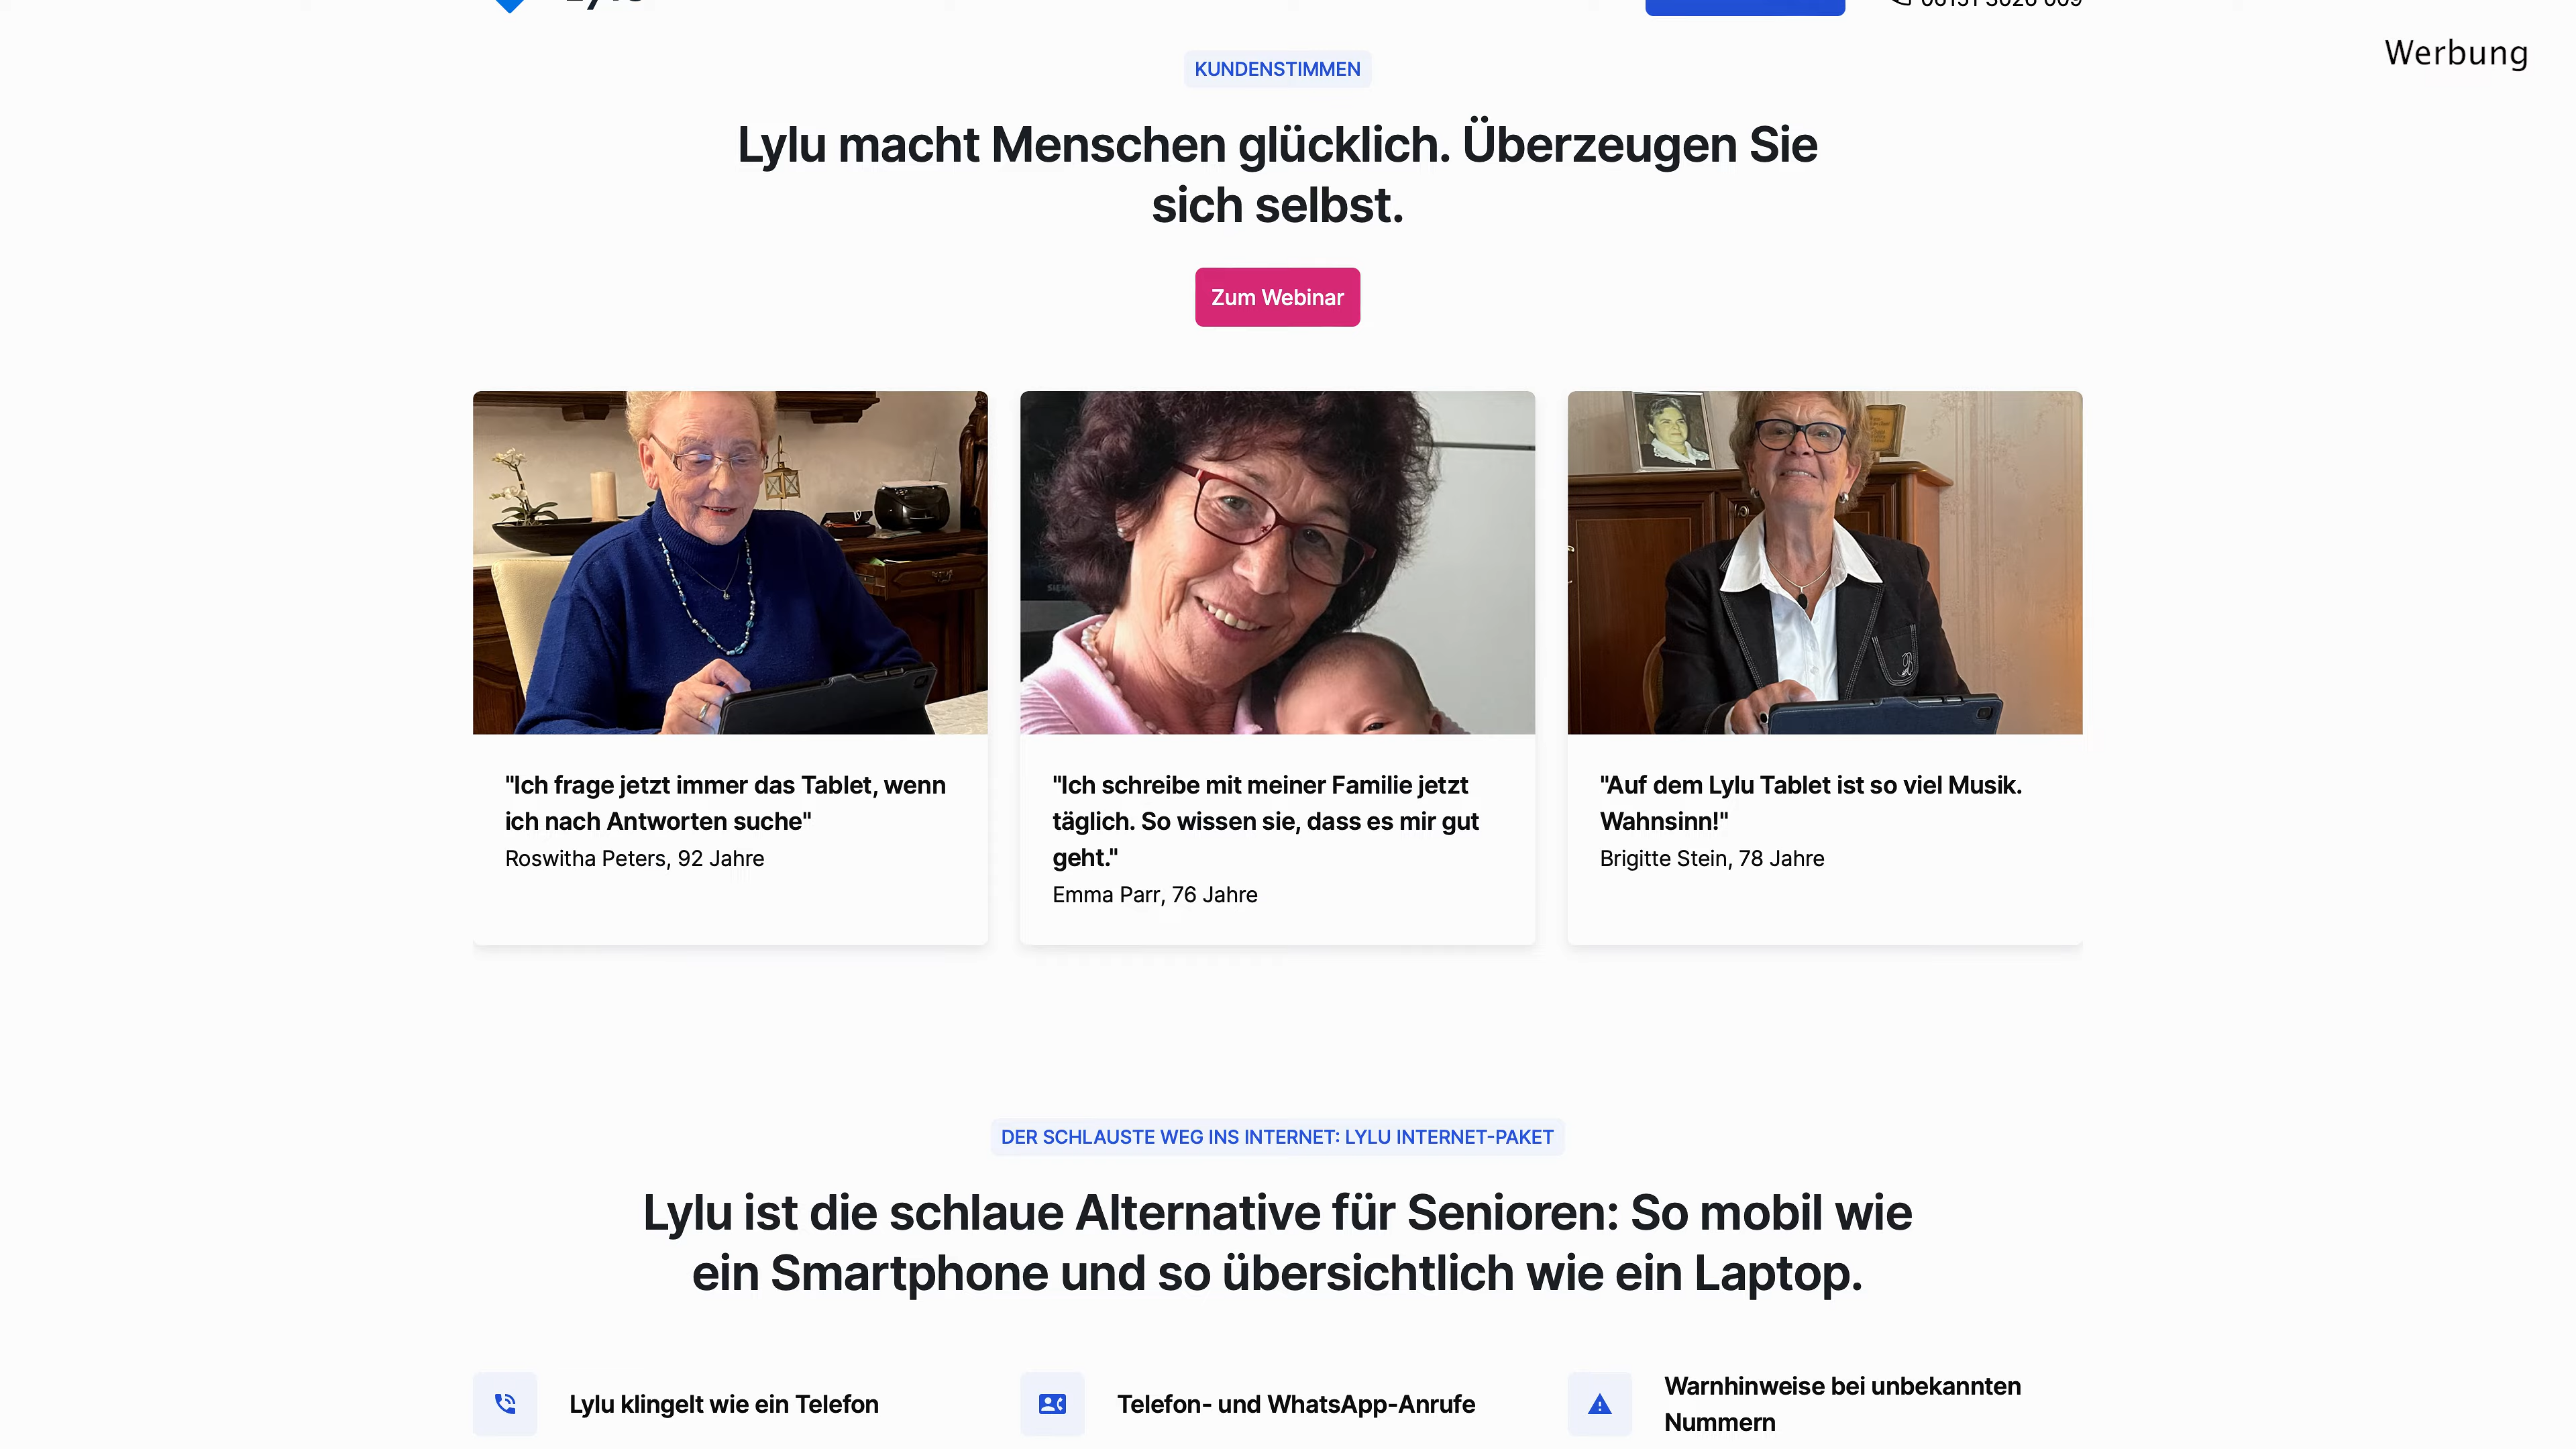 Werbung
KUNDENSTIMMEN
Lylu macht Menschen glücklich. Überzeugen Sie
sich selbst.
Zum Webinar
"Ich frage jetzt immer das Tablet, wenn
ich nach Antworten suche"
Roswitha Peters, 92 Jahre
"Ich schreibe mit meiner Familie jetzt
täglich. So wissen sie, dass es mir gut
geht."
Emma Parr, 76 Jahre
"Auf dem Lylu Tablet ist so viel Musik.
Wahnsinn!"
Brigitte Stein, 78 Jahre
DER SCHLAUSTE WEG INS INTERNET: LYLU INTERNET-PAKET
Lylu ist die schlaue Alternative für Senioren: So mobil wie
ein Smartphone und so übersichtlich wie ein Laptop.
Lylu klingelt wie ein Telefon
Telefon- und WhatsApp-Anrufe
Warnhinweise bei unbekannten
Nummern